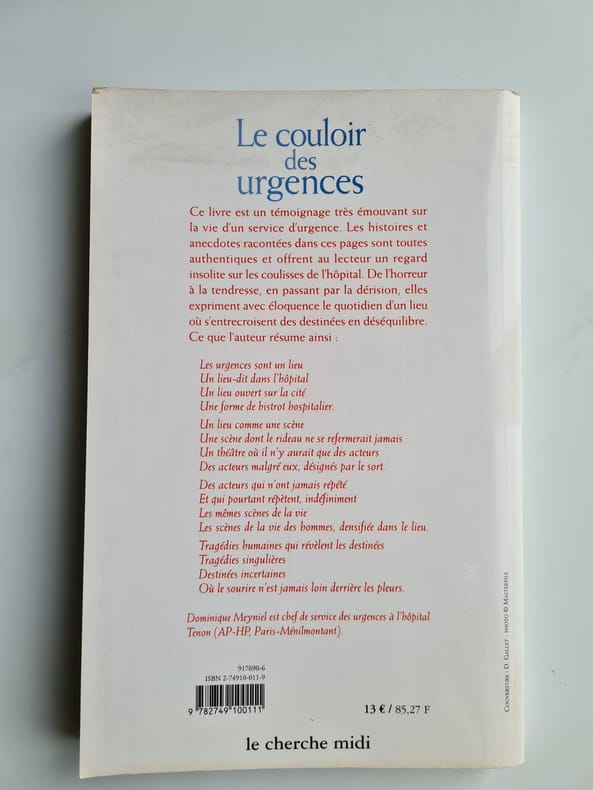 Le couloir
des
urgences
Ce livre est un témoignage très émouvant sur
la vie d'un service d'urgence. Les histoires et
anecdotes racontées dans ces pages sont toutes
authentiques et offrent au lecteur un regard
insolite sur les coulisses de l'hôpital. De l'horreur
à la tendresse, en passant par la dérision, elles
expriment avec éloquence le quotidien d'un lieu
où s'entrecroisent des destinées en déséquilibre.
Ce que l'auteur résume ainsi :
Les urgences sont un lieu
Un lieu-dit dans l'hôpital
Un lieu ouvert sur la cité
Une forme de bistrot hospitalier.
Un lieu comme une scène
Une scène dont le rideau ne se refermerait jamais
Un théâtre où il n'y aurait que des acteurs
Des acteurs malgré eux, désignés par le sort.
Des acteurs qui n'ont jamais répété
Et qui pourtant répètent, indéfiniment
Les mêmes scènes de la vie
Les scènes de la vie des hommes, densifiée dans le lieu.
Tragédies humaines qui révèlent les destinées
Tragédies singulières
Destinées incertaines
Où le sourire n'est jamais loin derrière les pleurs.
Dominique Meyniel est chef de service des urgences à l'hôpital
Tenon (AP-HP, Paris-Ménilmontant).
917690-6
ISBN 2-74910-011-9
9 782749 100111
13 € / 85,27 F
le cherche midi
COUVERTURE : D. GALLET - PHOTO © MASTERFILE